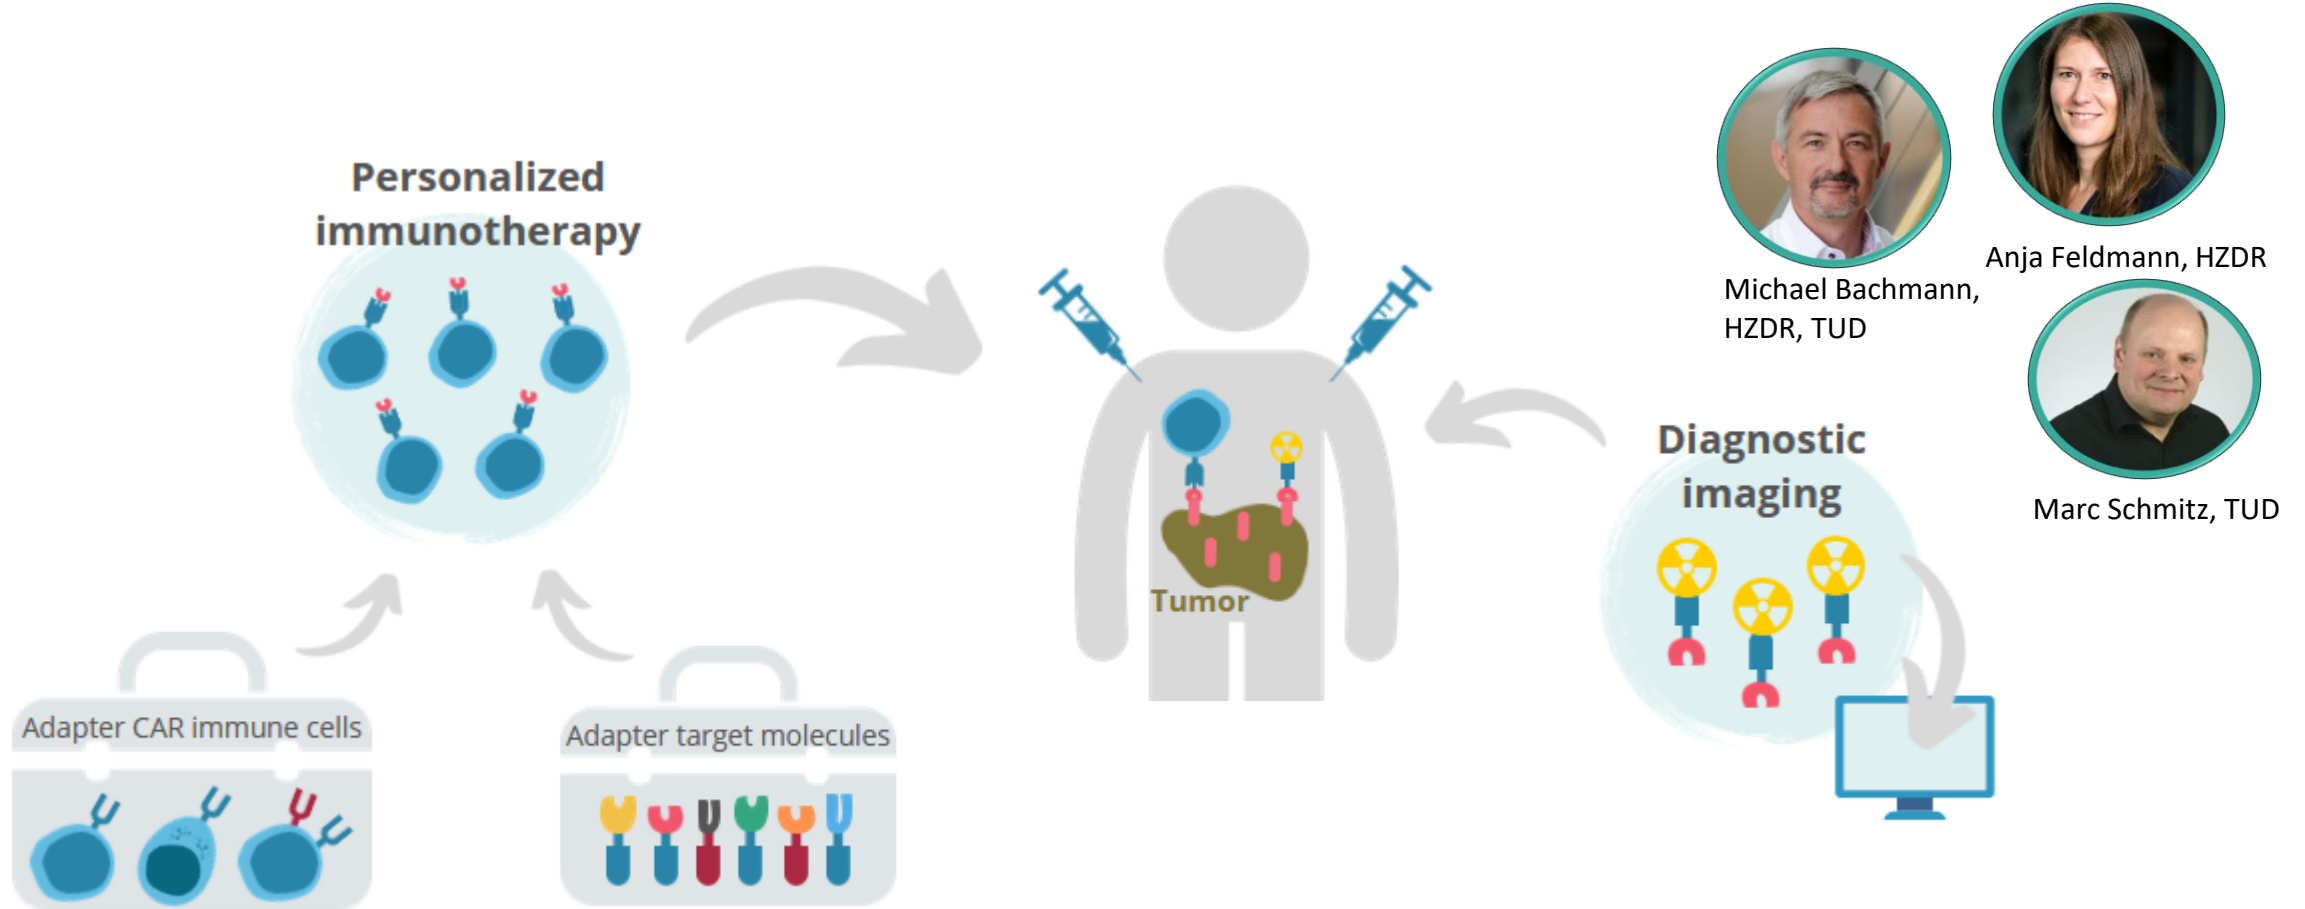 Personalized
immunotherapy
Adapter CAR immune cells
Adapter target molecules
Tumor
Diagnostic
imaging
Michael Bachmann,
HZDR, TUD
Anja Feldmann, HZDR
Marc Schmitz, TUD